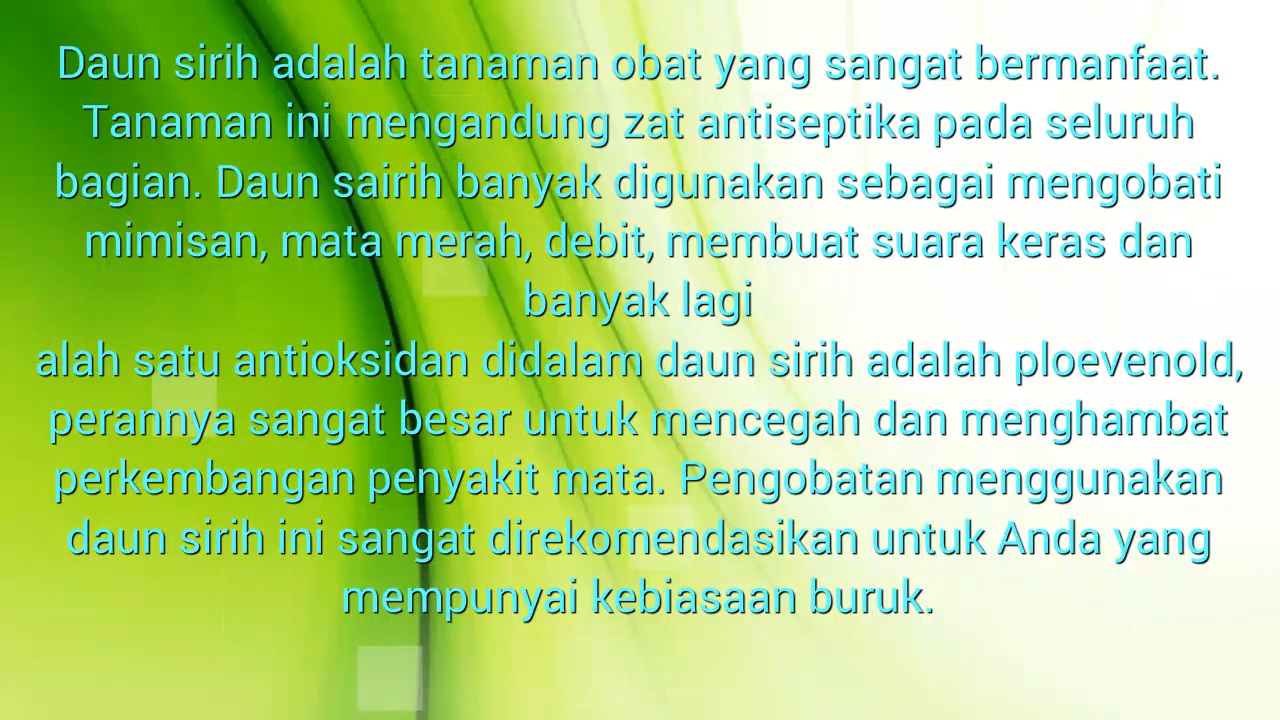 Daun sirih adalah tanaman obat yang sangat bermanfaat.
Tanaman ini mengandung zat antiseptika pada seluruh
bagian. Daun sairih banyak digunakan sebagai mengobati
mimisan, mata merah, debit, membuat suara keras dan
banyak lagi
alah satu antioksidan didalam daun sirih adalah ploevenold,
perannya sangat besar untuk mencegah dan menghambat
perkembangan penyakit mata. Pengobatan menggunakan
daun sirih ini sangat direkomendasikan untuk Anda yang
mempunyai kebiasaan buruk.